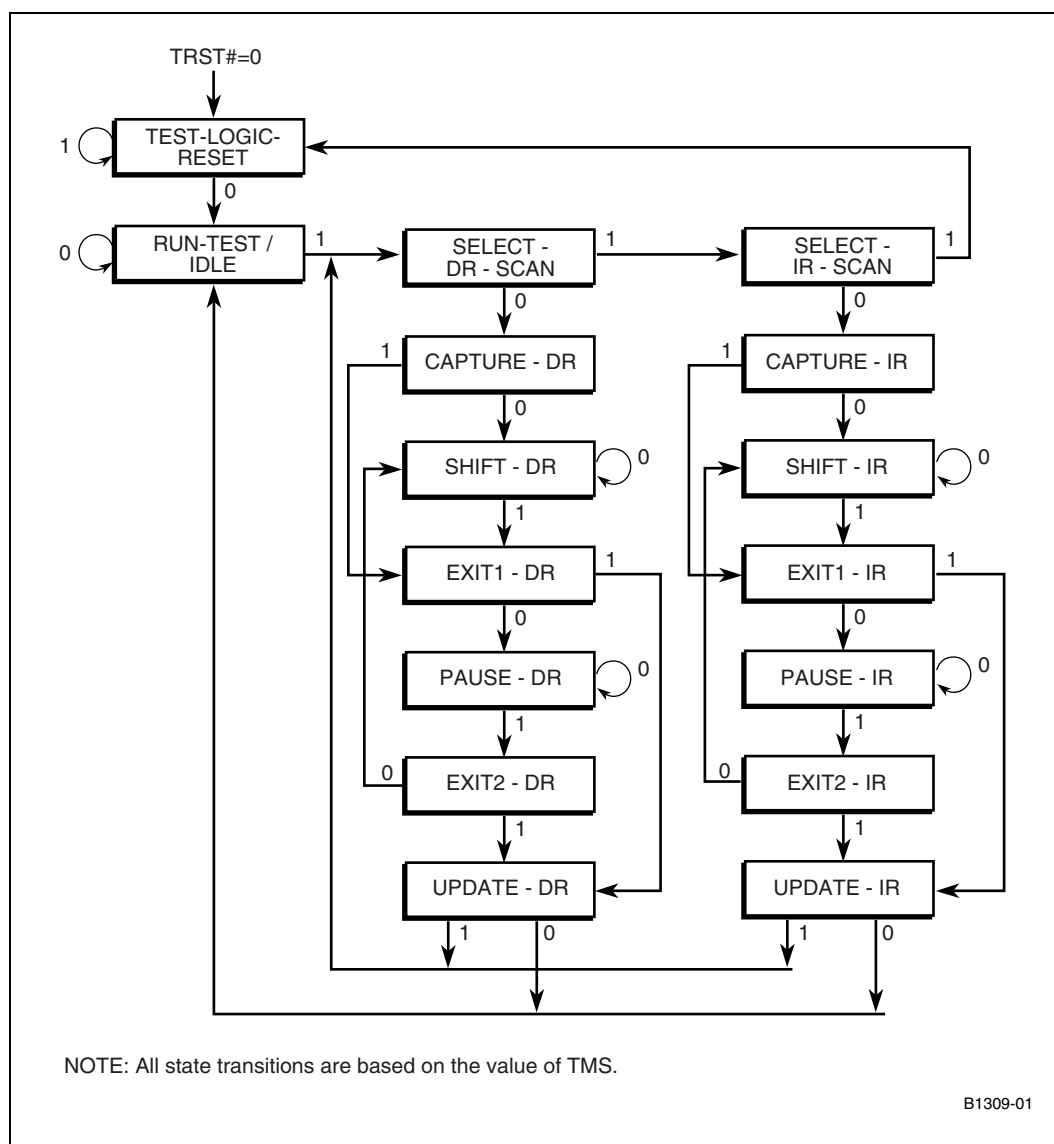 TRST#=0
TEST-LOGIC-
RESET
1
0
RUN-TEST /
IDLE
0
1
SELECT -
DR - SCAN
1
SELECT -
IR - SCAN
1
0
0
1
CAPTURE - DR
1
CAPTURE - IR
0
0
SHIFT - DR
0
SHIFT - IR
0
1
1
EXIT1 - DR
1
EXIT1 - IR
1
0
0
PAUSE - DR
0
PAUSE - IR
0
1
1
0
EXIT2 - DR
0
EXIT2 - IR
1
1
UPDATE - DR
UPDATE - IR
1
0
1
0
NOTE: All state transitions are based on the value of TMS.
B1309-01